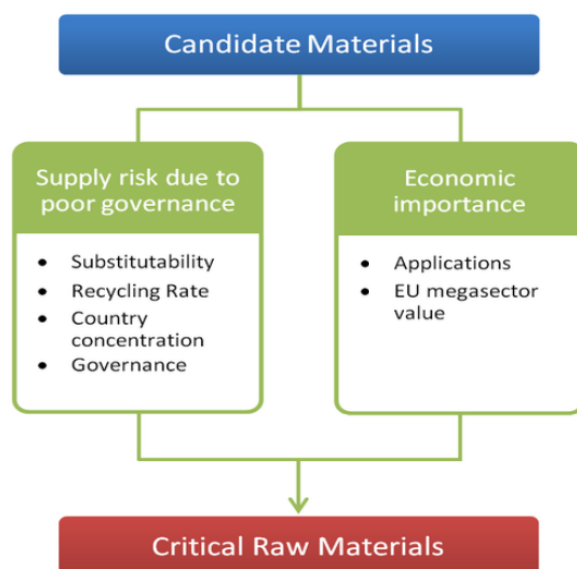 Candidate Materials
Supply risk due to
poor governance
• Substitutability
• Recycling Rate
• Country
concentration
• Governance
Economic
importance
• Applications
• EU megasector
value
Critical Raw Materials